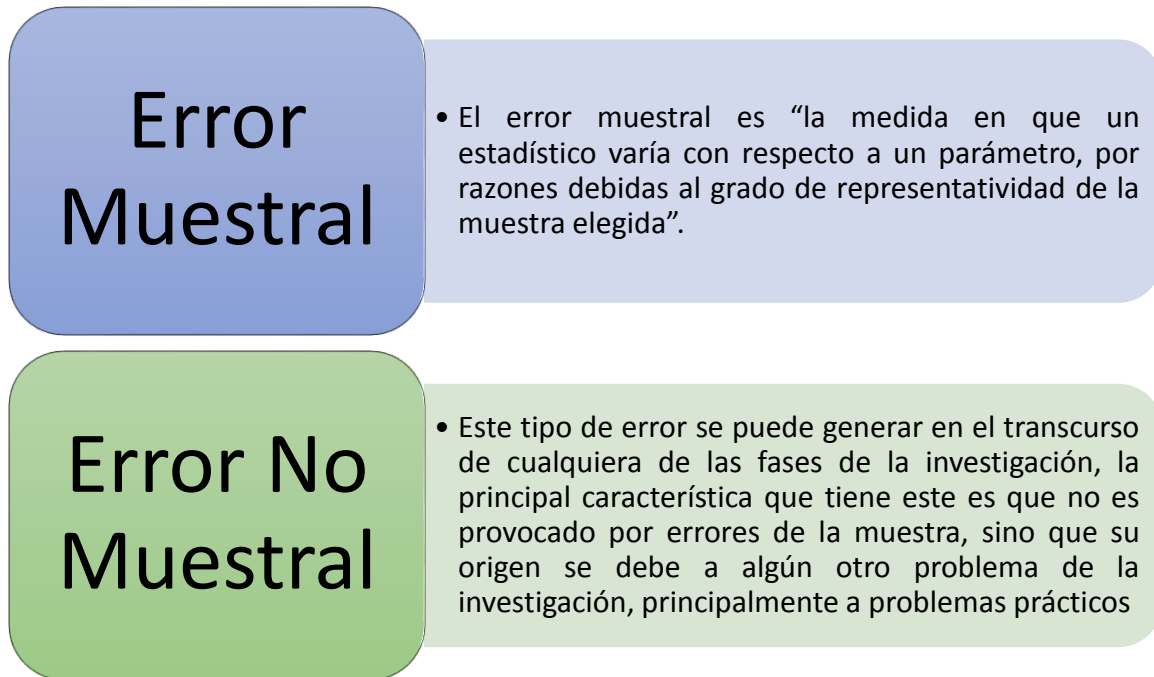 Error
Muestral
• El error muestral es “la medida en que un
estadístico varía con respecto a un parámetro, por
razones debidas al grado de representatividad de la
muestra elegida”.
Error No
Muestral
• Este tipo de error se puede generar en el transcurso
de cualquiera de las fases de la investigación, la
principal característica que tiene este es que no es
provocado por errores de la muestra, sino que su
origen se debe a algún otro problema de la
investigación, principalmente a problemas prácticos